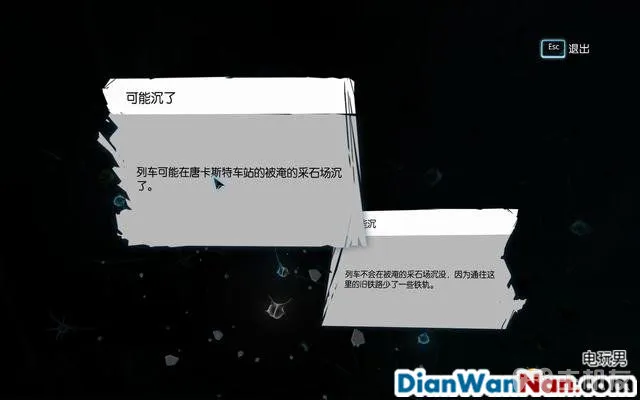 Esc 退出
可能沉了
列车可能在唐卡斯特车站的被淹的采石场沉
了。
能沉
列车不会在被淹的采石场沉没，因为通往这
里的旧铁路少了一些铁轨。
电玩男
DianWanNan.com